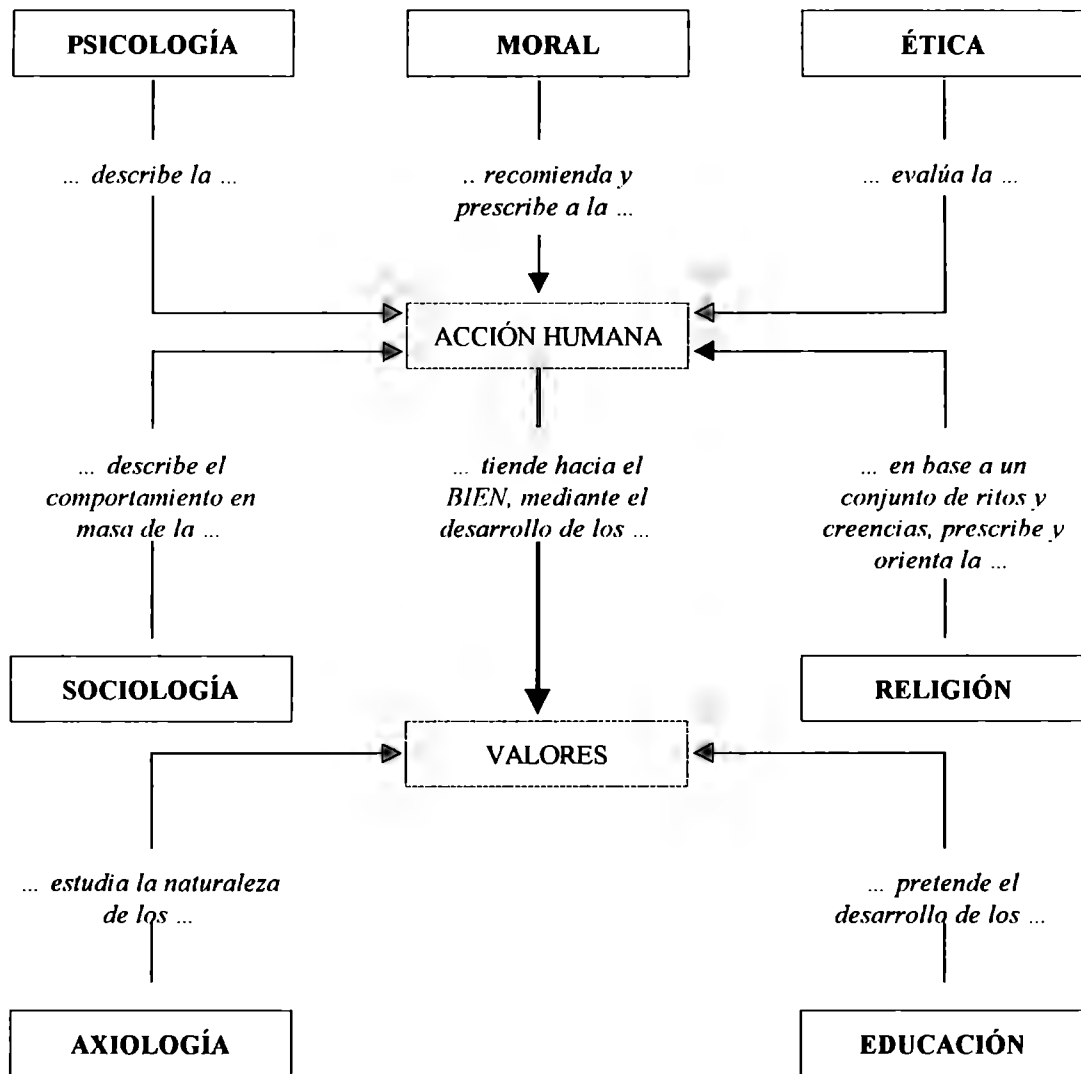 PSICOLOGÍA
MORAL
ÉTICA
... describe la ...
.. recomienda y
prescribe a la ...
... evalúa la ...
ACCIÓN HUMANA
... describe el
comportamiento en
masa de la ...
... tiende hacia el
BIEN, mediante el
desarrollo de los ...
... en base a un
conjunto de ritos y
creencias, prescribe y
orienta la ...
SOCIOLOGÍA
RELIGIÓN
VALORES
... estudia la naturaleza
de los ...
... pretende el
desarrollo de los ...
AXIOLOGÍA
EDUCACIÓN